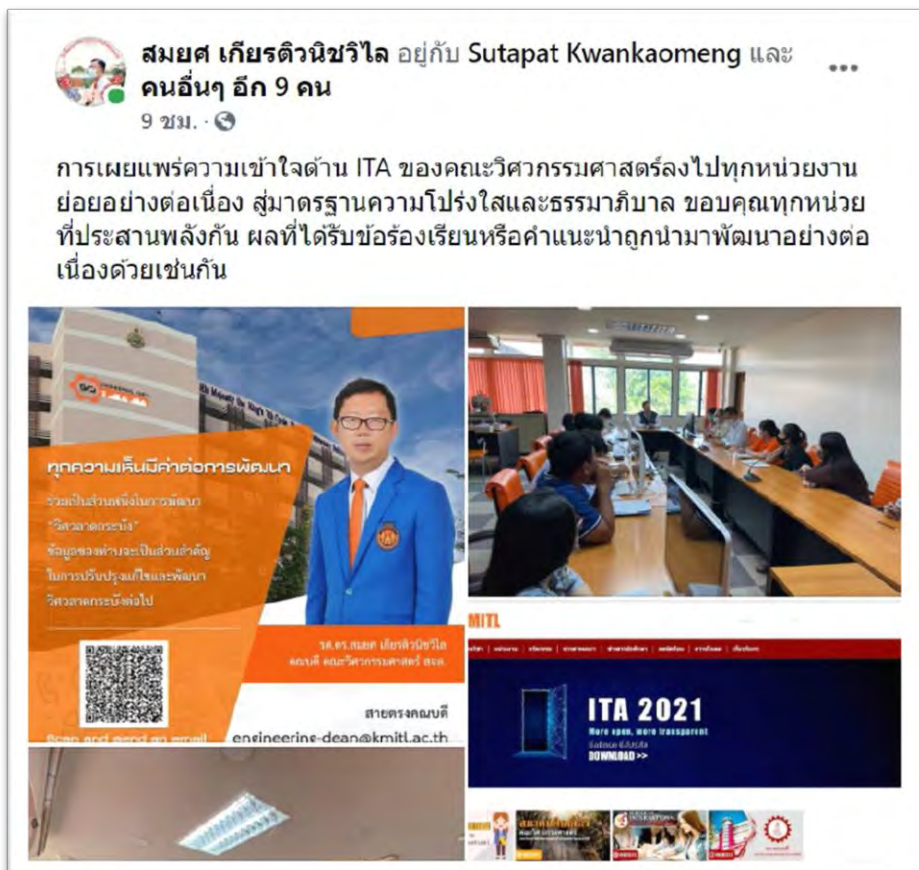 สมยศ เกียรติวนิชวิไล อยู่กับ Sutapat Kwankaomeng และ
คนอื่นๆ อีก 9 คน
9 ชม. ·
การเผยแพร่ความเข้าใจด้าน ITA ของคณะวิศวกรรมศาสตร์ลงไปทุกหน่วยงาน
ย่อยอย่างต่อเนื่อง สู่มาตรฐานความโปร่งใสและธรรมาภิบาล ขอบคุณทุกหน่วย
ที่ประสานพลังกัน ผลที่ได้รับข้อร้องเรียนหรือคำแนะนำถูกนำมาพัฒนาอย่างต่อ
เนื่องด้วยเช่นกัน
ทุกความเห็นมีค่าต่อการพัฒนา
ร่วมเป็นส่วนหนึ่งในการพัฒนา
"วิศวลาดกระบัง"
ข้อมูลของท่านจะเป็นส่วนสำคัญ
ในการปรับปรุงแก้ไขและพัฒนา
วิศวลาดกระบังต่อไป
รศ.ดร.สมยศ เกียรติวนิชวิไล
คณบดี คณะวิศวกรรมศาสตร์ สจล.
สายตรงคณบดี
Scan and send an email
engineering-dean@kmitl.ac.th
MITL
ITA 2021
More open, more transparent
DOWNLOAD >>